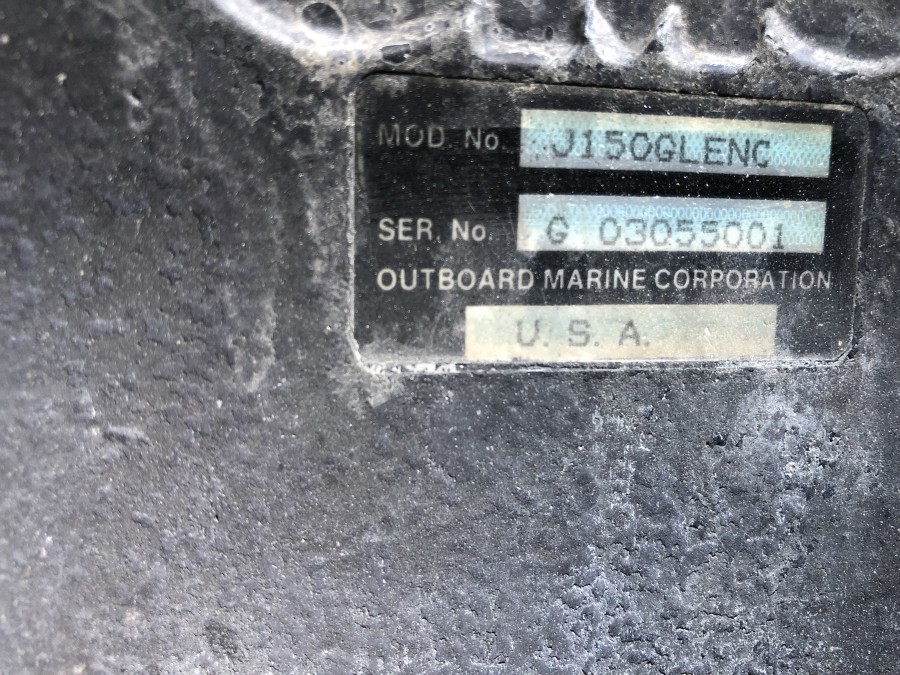 MOD. No. J150GLENC
SER. No. G 03055001
OUTBOARD MARINE CORPORATION
U. S. A.